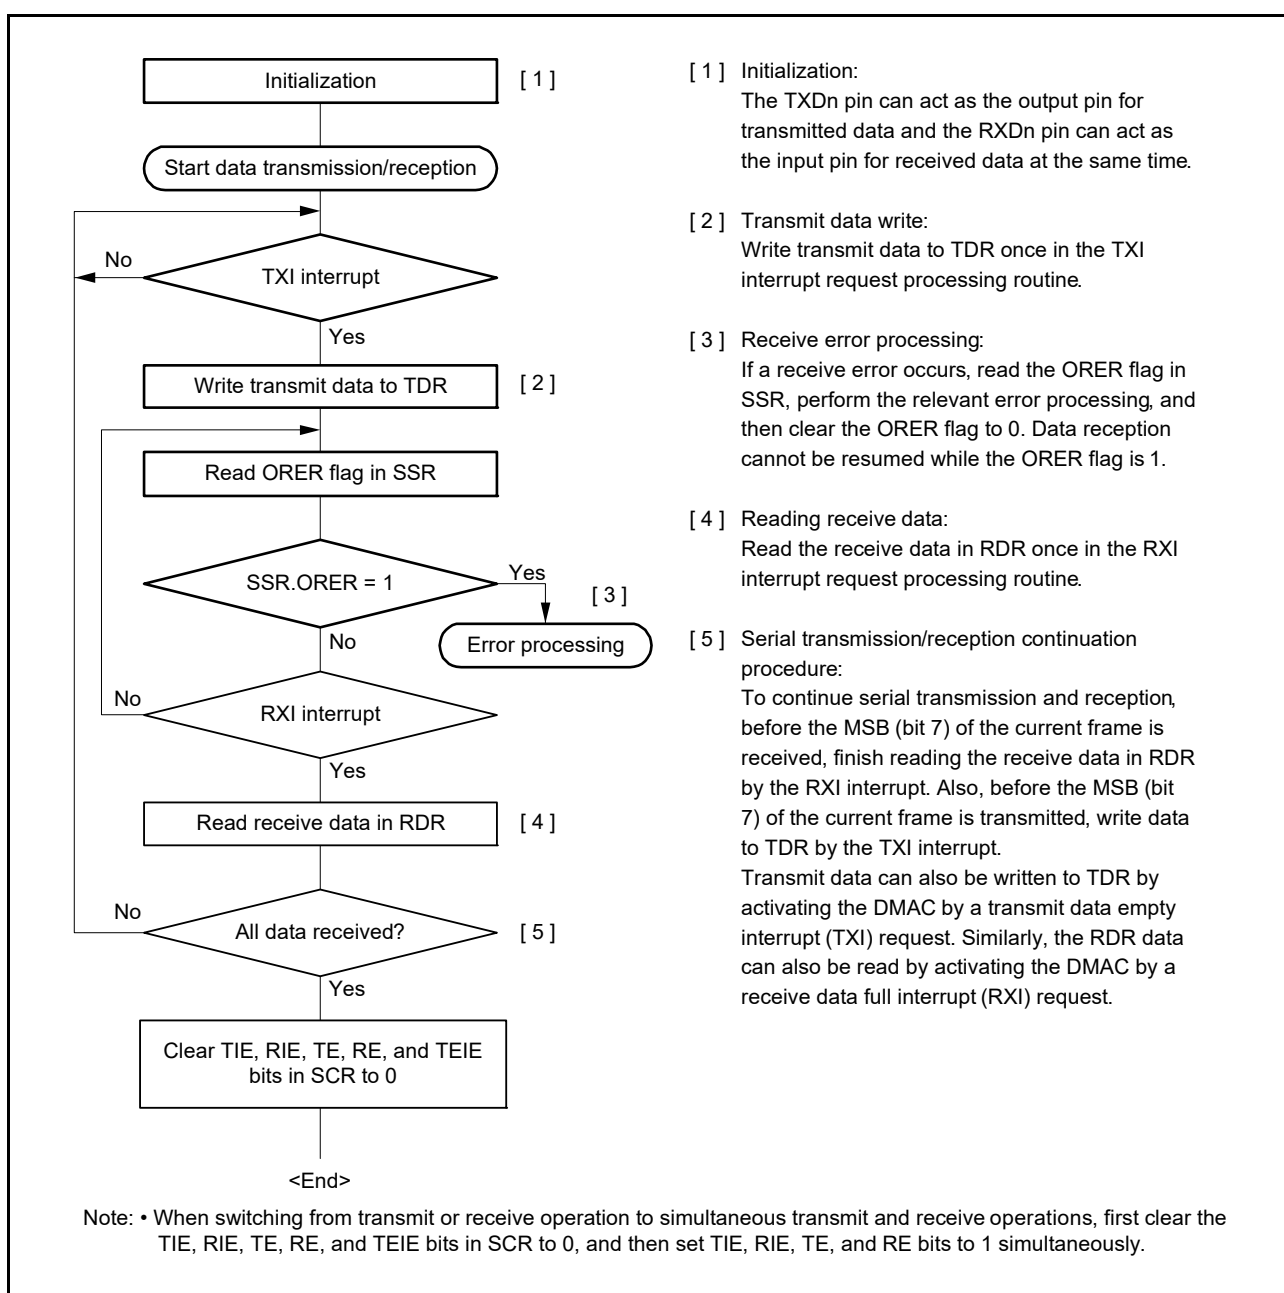 Initialization
[ 1 ]
Start data transmission/reception
No
TXI interrupt
Yes
Write transmit data to TDR
[ 2 ]
Read ORER flag in SSR
SSR.ORER = 1
Yes
[ 3 ]
Error processing
No
No
RXI interrupt
Yes
Read receive data in RDR
[ 4 ]
No
All data received?
[ 5 ]
Yes
Clear TIE, RIE, TE, RE, and TEIE
bits in SCR to 0
<End>
[ 1 ] Initialization:
The TXDn pin can act as the output pin for
transmitted data and the RXDn pin can act as
the input pin for received data at the same time.
[ 2 ] Transmit data write:
Write transmit data to TDR once in the TXI
interrupt request processing routine.
[ 3 ] Receive error processing:
If a receive error occurs, read the ORER flag in
SSR, perform the relevant error processing, and
then clear the ORER flag to 0. Data reception
cannot be resumed while the ORER flag is 1.
[ 4 ] Reading receive data:
Read the receive data in RDR once in the RXI
interrupt request processing routine.
[ 5 ] Serial transmission/reception continuation
procedure:
To continue serial transmission and reception,
before the MSB (bit 7) of the current frame is
received, finish reading the receive data in RDR
by the RXI interrupt. Also, before the MSB (bit
7) of the current frame is transmitted, write data
to TDR by the TXI interrupt.
Transmit data can also be written to TDR by
activating the DMAC by a transmit data empty
interrupt (TXI) request. Similarly, the RDR data
can also be read by activating the DMAC by a
receive data full interrupt (RXI) request.
Note: • When switching from transmit or receive operation to simultaneous transmit and receive operations, first clear the
TIE, RIE, TE, RE, and TEIE bits in SCR to 0, and then set TIE, RIE, TE, and RE bits to 1 simultaneously.